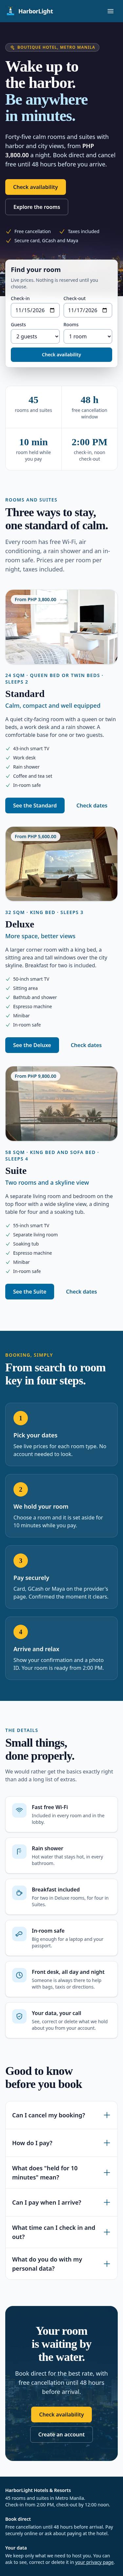 HarborLight
BOUTIQUE HOTEL, METRO MANILA
Wake up to
the harbor.
Be anywhere
in minutes.
Forty-five calm rooms and suites with
harbor and city views, from PHP
3,800.00 a night. Book direct and cancel
free until 48 hours before you arrive.
Check availability
Explore the rooms
Free cancellation
Taxes included
Secure card, GCash and Maya
Find your room
Live prices. Nothing is reserved until you
choose.
Check-in
Check-out
11/15/2026
11/17/2026
Guests
Rooms
2 guests
1 room
Check availability
45
rooms and suites
48 h
free cancellation
window
10 min
room held while
you pay
2:00 PM
check-in, noon
check-out
ROOMS AND SUITES
Three ways to stay,
one standard of calm.
Every room has free Wi-Fi, air
conditioning, a rain shower and an in-
room safe. Prices are per room per
night, taxes included.
From PHP 3,800.00
24 SQM · QUEEN BED OR TWIN BEDS ·
SLEEPS 2
Standard
Calm, compact and well equipped
A quiet city-facing room with a queen or twin
beds, a work desk and a rain shower. A
comfortable base for one or two guests.
43-inch smart TV
Work desk
Rain shower
Coffee and tea set
In-room safe
See the Standard
Check dates
From PHP 5,600.00
32 SQM · KING BED · SLEEPS 3
Deluxe
More space, better views
A larger corner room with a king bed, a
sitting area and tall windows over the city
skyline. Breakfast for two is included.
50-inch smart TV
Sitting area
Bathtub and shower
Espresso machine
Minibar
In-room safe
See the Deluxe
Check dates
From PHP 9,800.00
58 SQM · KING BED AND SOFA BED ·
SLEEPS 4
Suite
Two rooms and a skyline view
A separate living room and bedroom on the
top floor with a wide skyline view, a dining
table for four and a soaking tub.
55-inch smart TV
Separate living room
Soaking tub
Espresso machine
Minibar
In-room safe
See the Suite
Check dates
BOOKING, SIMPLY
From search to room
key in four steps.
1
Pick your dates
See live prices for each room type. No
account needed to look.
2
We hold your room
Choose a room and it is set aside for
10 minutes while you pay.
3
Pay securely
Card, GCash or Maya on the provider's
page. Confirmed the moment it clears.
4
Arrive and relax
Show your confirmation and a photo
ID. Your room is ready from 2:00 PM.
THE DETAILS
Small things,
done properly.
We would rather get the basics exactly right
than add a long list of extras.
Fast free Wi-Fi
Included in every room and in the
lobby.
Rain shower
Hot water that stays hot, in every
bathroom.
Breakfast included
For two in Deluxe rooms, for four in
Suites.
In-room safe
Big enough for a laptop and your
passport.
Front desk, all day and night
Someone is always there to help
with bags, taxis or directions.
Your data, your call
See, correct or delete what we hold
about you from your account.
Good to know
before you book
Can I cancel my booking?
How do I pay?
What does "held for 10
minutes" mean?
Can I pay when I arrive?
What time can I check in and
out?
What do you do with my
personal data?
Your room
is waiting by
the water.
Book direct for the best rate, with
free cancellation until 48 hours
before arrival.
Check availability
Create an account
HarborLight Hotels & Resorts
45 rooms and suites in Metro Manila.
Check-in from 2:00 PM, check-out by 12:00 noon.
Book direct
Free cancellation until 48 hours before arrival. Pay
securely online or ask about paying at the hotel.
Your data
We keep only what we need to host you. You can
ask to see, correct or delete it in your privacy page.